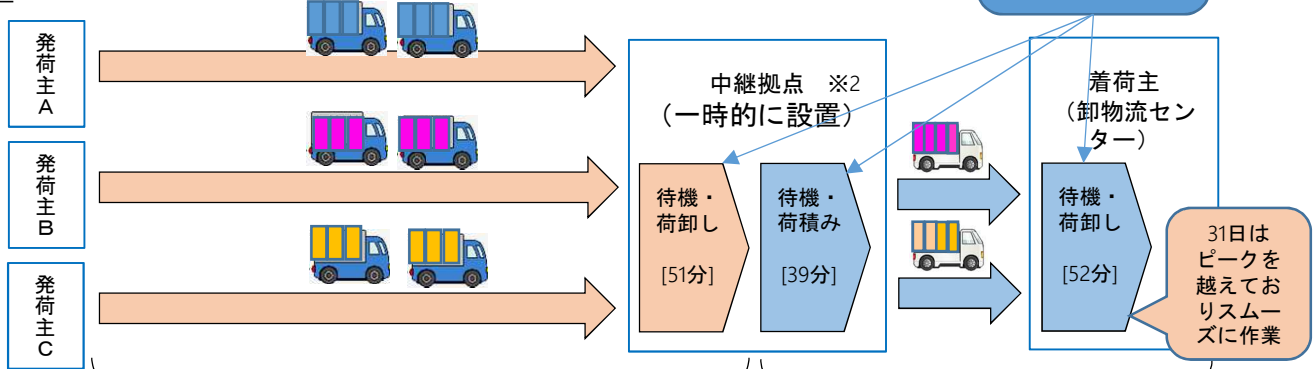 発荷主A
発荷主B
発荷主C
中継拠点　※2
（一時的に設置）
待機・
荷卸し
[51分]
待機・
荷積み
[39分]
着荷主
（卸物流セン
ター）
待機・
荷卸し
[52分]
31日は
ピークを
越えてお
りスムー
ズに作業